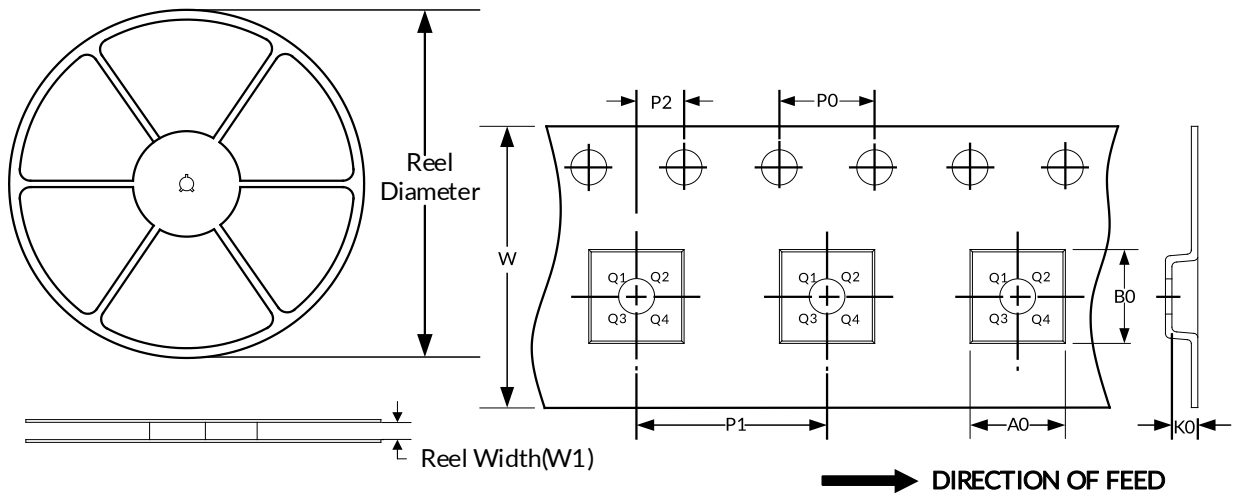 Reel
Diameter
Reel Width(W1)
P2
P0
W
Q1 Q2
Q3 Q4
Q1 Q2
Q3 Q4
Q1 Q2
Q3 Q4
B0
P1
A0
K0
DIRECTION OF FEED